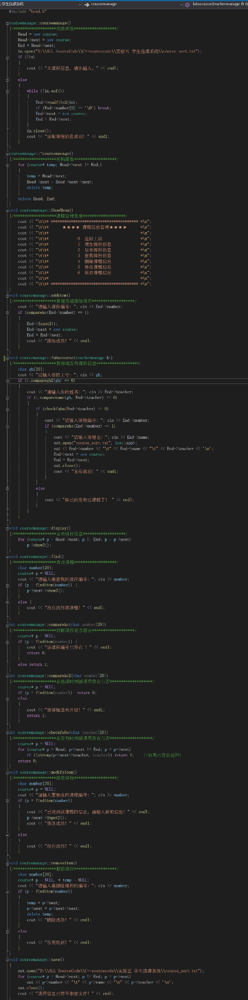 学生选课系统 coursemanage fabucourse(teachermanage & t)
#include "head.h"
coursemanage::coursemanage()
{/*******************构造函数*******************/
Head = new course;
Head->next = new course;
End = Head->next;
in.open("D:\\ALL SourceCode\\C++sourcecode\\实验五 学生选课系统\\course_sort.txt");
if (!in)
{
cout << "无课程信息，请先输入。" << endl;
}
else
{
while (!in.eof())
{
End->readfile2(in);
if (End->number[0] == '\0') break;
End->next = new course;
End = End->next;
}
in.close();
cout << "读取课程信息成功！" << endl;
}
}
coursemanage::~coursemanage()
{/*******************析构函数*******************/
for (course* temp; Head->next != End;)
{
temp = Head->next;
Head->next = Head->next->next;
delete temp;
}
delete Head, End;
}
void coursemanage::ShowMenu()
{/*******************课程管理菜单*******************/
cout << "\t\t* *************************************** *\n";
cout << "\t\t* ★★★★ 课程信息管理★★★★ *\n";
cout << "\t\t* *\n";
cout << "\t\t* 0 返回上层 *\n";
cout << "\t\t* 1 增加课程信息 *\n";
cout << "\t\t* 2 显示课程信息 *\n";
cout << "\t\t* 3 查找课程信息 *\n";
cout << "\t\t* 4 删除课程信息 *\n";
cout << "\t\t* 5 修改课程信息 *\n";
cout << "\t\t* 6 保存课程信息 *\n";
cout << "\t\t* *\n";
cout << "\t\t* *************************************** *\n";
}
void coursemanage::additem()
{/*******************管理员端添加课程*******************/
cout << "请输入课程编号："; cin >> End->number;
if (comparekc(End->number) == 1)
{
End->Input2();
End->next = new course;
End = End->next;
cout << "添加成功！" << endl;
}
}
void coursemanage::fabucourse(teachermanage &t)
{/*******************教师端发布课程信息*******************/
char gh[20];
cout << "请输入你的工号："; cin >> gh;
if (t.comparegh2(gh) == 0)
{
cout << "请输入你的姓名："; cin >> End->teacher;
if (t.comparename(gh, End->teacher) == 0)
{
if (checkfabu(End->teacher) == 0)
{
cout << "请输入课程编号："; cin >> End->number;
if (comparekc(End->number) == 1)
{
cout << "请输入课程名："; cin >> End->name;
out.open("course_sort.txt", ios::app);
out << End->number << "\t" << End->name << "\t" << End->teacher << '\n';
End->next = new course;
End = End->next;
out.close();
cout << "发布成功！" << endl;
}
}
else
{
cout << "你已经发布过课程了！ " << endl;
}
}
}
}
void coursemanage::display()
{/*******************显示课程信息*******************/
for (course* p = Head->next; p != End; p = p->next)
p->show2();
}
void coursemanage::find()
{/*******************查找课程*******************/
char number[20];
course* p = NULL;
cout << "请输入要查找的课程编号："; cin >> number;
if (p = finditem(number)) {
p->next->show2();
}
else {
cout << "没有找到该课程！" << endl;
}
}
int coursemanage::comparekc(char number[20])
{/*******************判断课程是否存在*******************/
course* p = NULL;
if (p = finditem(number)) {
cout << "该课程编号已存在 ！" << endl;
return 0;
}
else return 1;
}
int coursemanage::comparekc2(char number[20])
{/*******************在选课时判断课程存在与否*******************/
course* p = NULL;
if (p = finditem(number)) return 0;
else
{
cout << "该课程还未开设！" << endl;
return 1;
}
}
int coursemanage::checkfabu(char teacher[20])
{/*******************在发布时判断课程存在与否*******************/
course* p = NULL;
for (course* p = Head; p->next != End; p = p->next)
if (!strcmp(p->next->teacher, teacher)) return 1; //如果已存在返回1
return 0;
}
void coursemanage::modifyitem()
{/*******************修改课程*******************/
char number[20];
course* p = NULL;
cout << "请输入要修改的课程编号："; cin >> number;
if (p = finditem(number))
{
cout << "已找到该课程的信息，请输入新的信息！" << endl;
p->next->Input2();
cout << "修改成功！" << endl;
}
else
{
cout << "没有找到！" << endl;
}
}
void coursemanage::removeitem()
{/*******************删除课程*******************/
char number[20];
course* p = NULL, * temp = NULL;
cout << "请输入要删除课程的编号："; cin >> number;
if (p = finditem(number))
{
temp = p->next;
p->next = p->next->next;
delete temp;
cout << "删除成功！" << endl;
}
else
{
cout << "没有找到！" << endl;
}
}
void coursemanage::save()
{
out.open("D:\\ALL SourceCode\\C++sourcecode\\实验五 学生选课系统\\course_sort.txt");
for (course* p = Head->next; p != End; p = p->next)
out << p->number << "\t" << p->name << "\t" << p->teacher << '\n';
out.close();
cout << "课程信息已存至指定文件！" << endl;
}